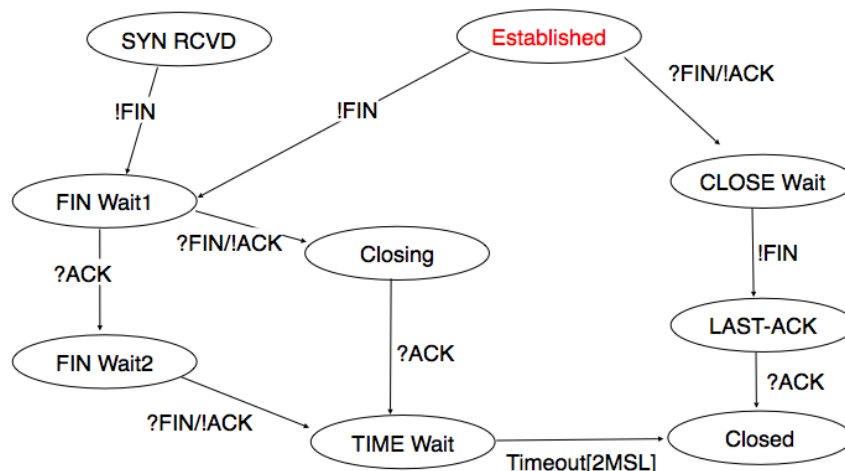 SYN RCVD
Established
?FIN/!ACK
!FIN
!FIN
FIN Wait1
CLOSE Wait
?FIN/!ACK
Closing
!FIN
?ACK
LAST-ACK
FIN Wait2
?ACK
?ACK
?FIN/!ACK
TIME Wait
Closed
Timeout[2MSL]